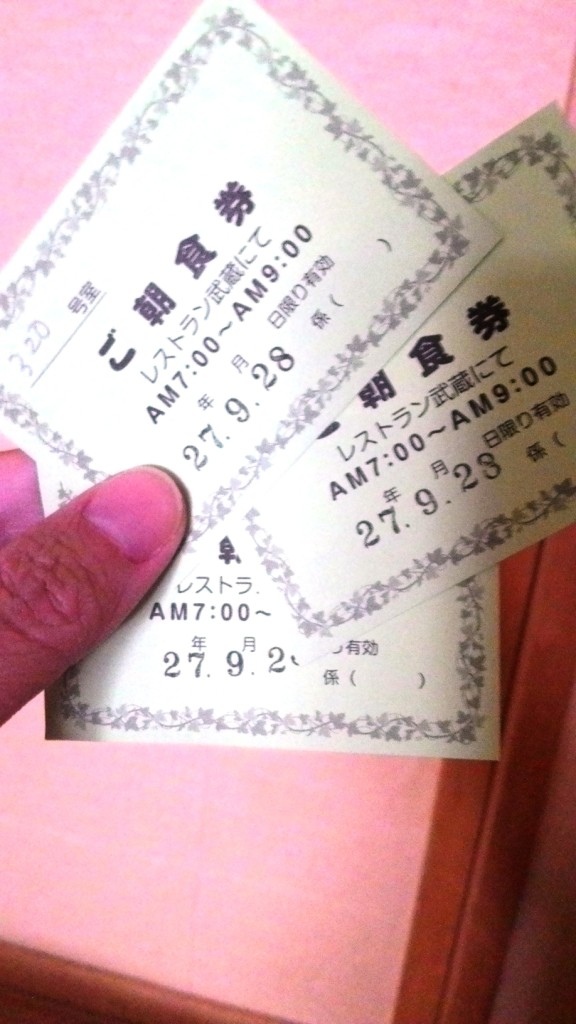 320 号室
ご朝食券
レストラン武蔵にて
AM7:00〜AM9:00
年 月 日限り有効
27.9.28 係( )
朝食券
レストラン武蔵にて
AM7:00〜AM9:00
年 月 日限り有効
27.9.28 係(
レストラ
AM7:00〜
年 月 り有効
27.9.2 係( )